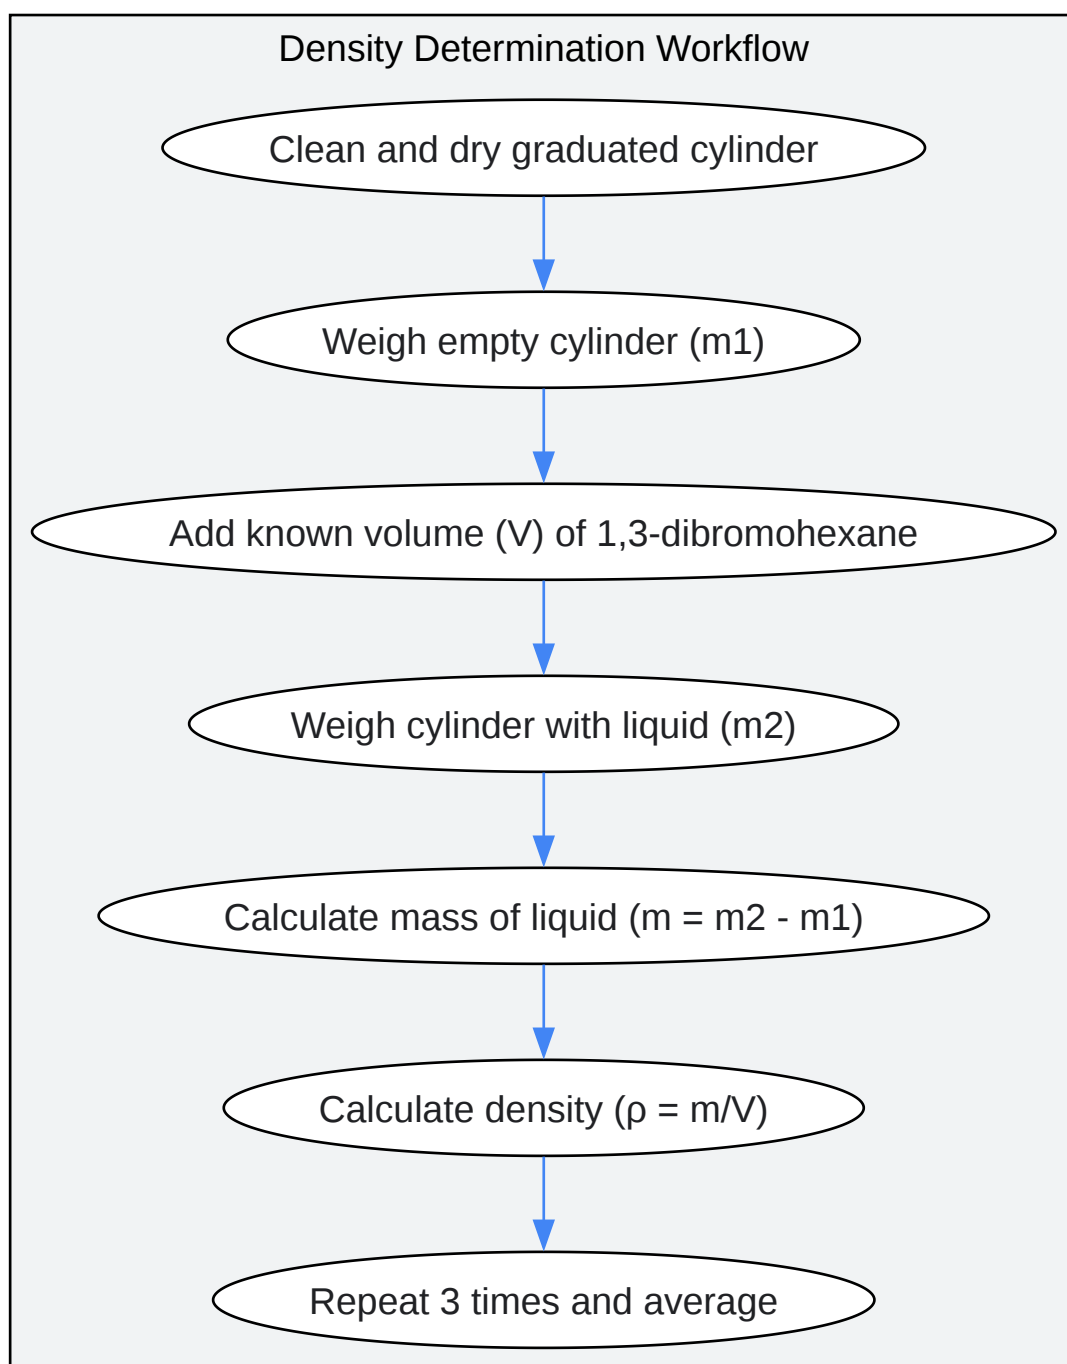 Density Determination Workflow
Clean and dry graduated cylinder
Weigh empty cylinder (m1)
Add known volume (V) of 1,3-dibromohexane
Weigh cylinder with liquid (m2)
Calculate mass of liquid (m = m2 - m1)
Calculate density (ρ = m/V)
Repeat 3 times and average